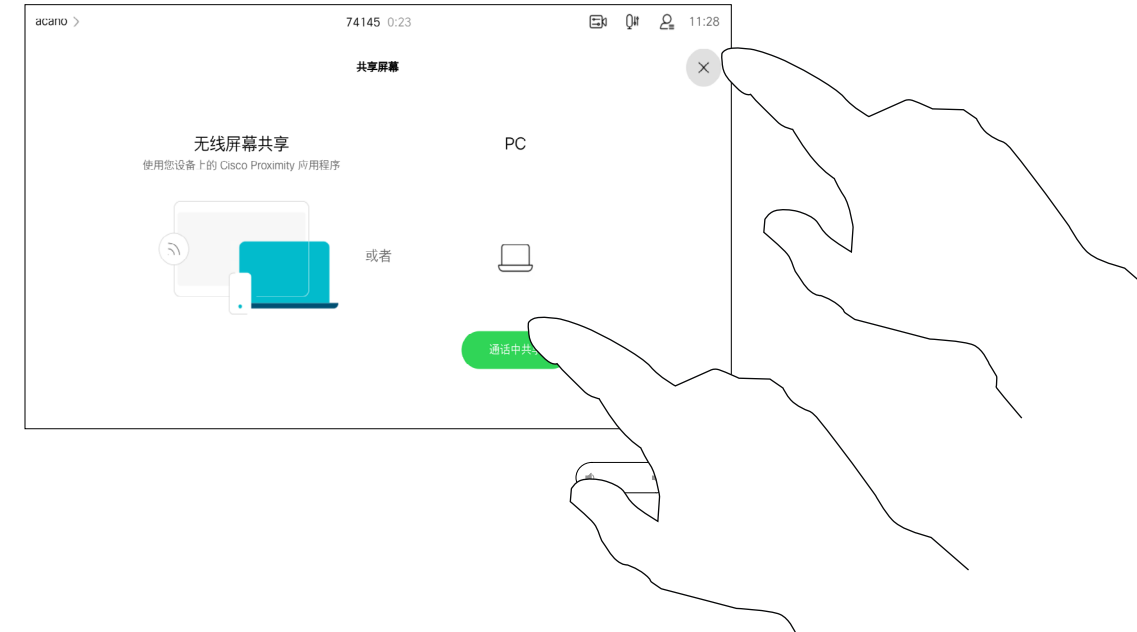 acano >
74145 0:23
11:28
共享屏幕
无线屏幕共享
使用您设备上的 Cisco Proximity 应用程序
PC
或者
通话中共